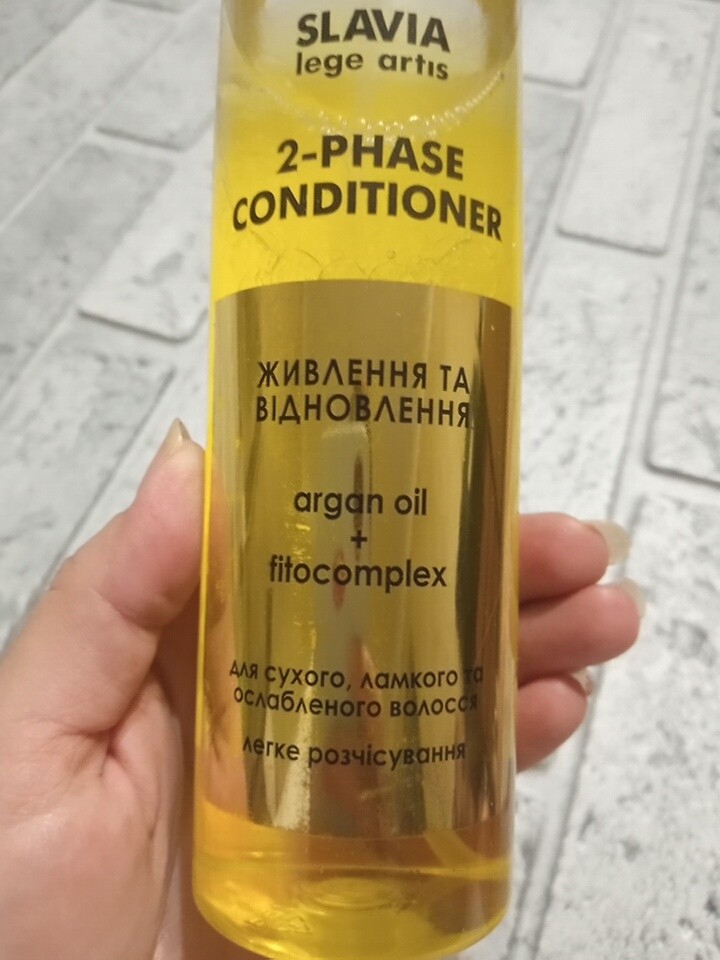 SLAVIA
lege artis
2-PHASE
CONDITIONER
ЖИВЛЕННЯ ТА
ВІДНОВЛЕННЯ
argan oil
+
fitocomplex
для сухого, ламкого та
ослабленого волосся
легке розчісування